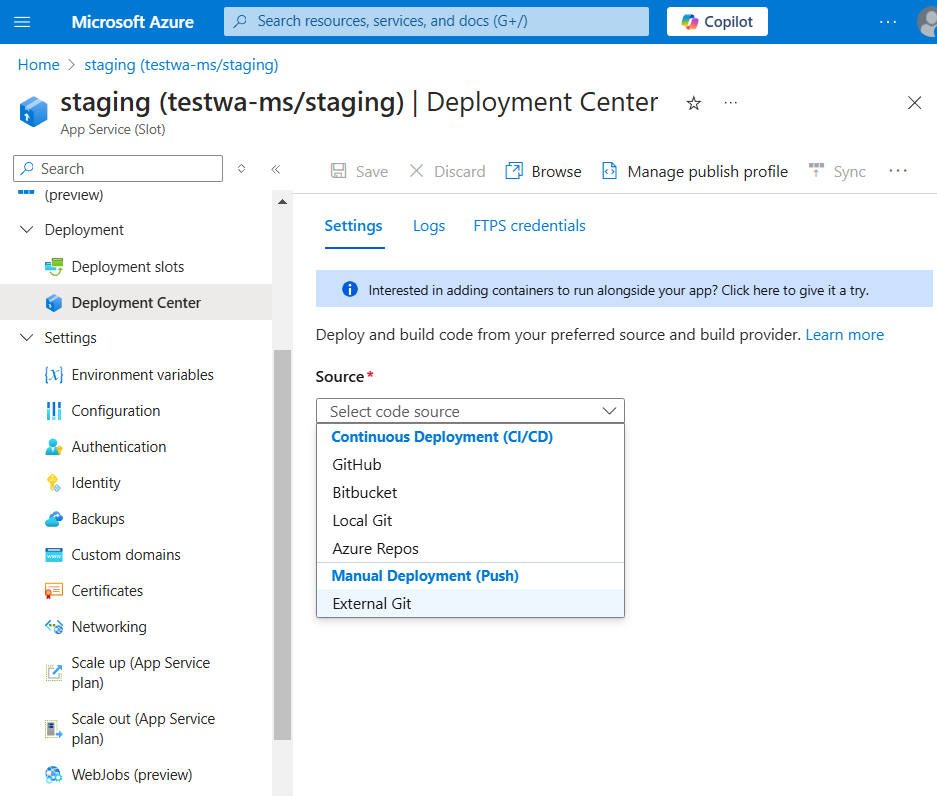 Microsoft Azure
Search resources, services, and docs (G+/)
Copilot
Home > staging (testwa-ms/staging)
staging (testwa-ms/staging) | Deployment Center
App Service (Slot)
Search
(preview)
Deployment
Deployment slots
Deployment Center
Settings
Environment variables
Configuration
Authentication
Identity
Backups
Custom domains
Certificates
Networking
Scale up (App Service
plan)
Scale out (App Service
plan)
WebJobs (preview)
Save Discard Browse Manage publish profile Sync
Settings Logs FTPS credentials
Interested in adding containers to run alongside your app? Click here to give it a try.
Deploy and build code from your preferred source and build provider. Learn more
Source*
Select code source
Continuous Deployment (CI/CD)
GitHub
Bitbucket
Local Git
Azure Repos
Manual Deployment (Push)
External Git